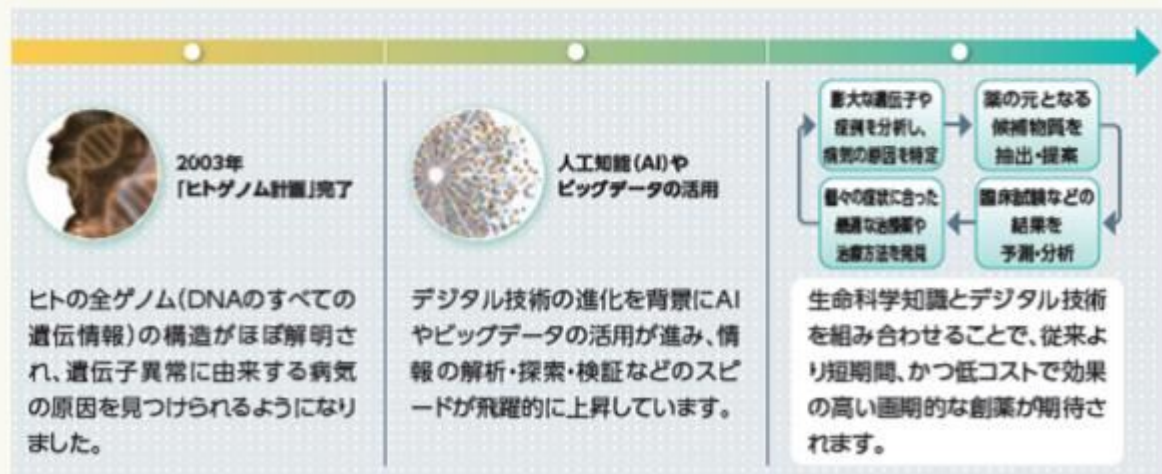 2003年
「ヒトゲノム計画」完了
ヒトの全ゲノム(DNAのすべての
遺伝情報)の構造がほぼ解明さ
れ、遺伝子異常に由来する病気
の原因を見つけられるようになり
ました。
人工知能(AI)や
ビッグデータの活用
デジタル技術の進化を背景にAI
やビッグデータの活用が進み、情
報の解析・探索・検証などのスピ
ードが飛躍的に上昇しています。
膨大な遺伝子や
症例を分析し、
病気の原因を特定
薬の元となる
候補物質を
抽出・提案
臨床試験などの
結果を
予測・分析
個々の症状に合った
最適な治療薬や
治療方法を発見
生命科学知識とデジタル技術
を組み合わせることで、従来よ
り短期間、かつ低コストで効果
の高い画期的な創薬が期待さ
れます。